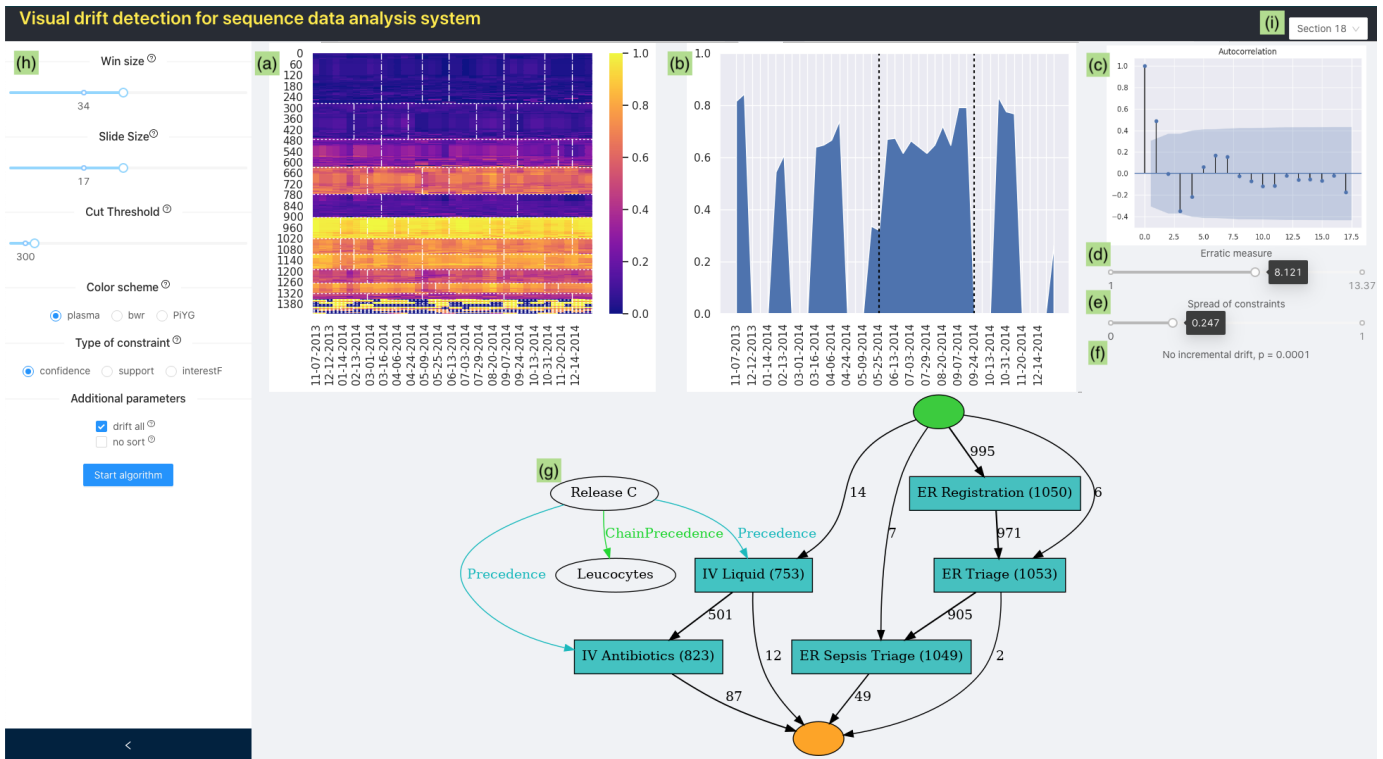 Visual drift detection for sequence data analysis system
(i)
Section 18
(h)
Win size
34
Slide Size
17
Cut Threshold
300
Color scheme
plasma bwr PiYG
Type of constraint
confidence support interestF
Additional parameters
drift all
no sort
Start algorithm
<
(a)
0
60
120
180
240
300
360
420
480
540
600
660
720
780
840
900
960
1020
1080
1140
1200
1260
1320
1380
11-07-2013
12-12-2013
01-14-2014
02-13-2014
03-01-2014
03-16-2014
04-06-2014
05-09-2014
05-25-2014
06-13-2014
07-03-2014
07-29-2014
08-20-2014
09-07-2014
09-24-2014
10-13-2014
10-31-2014
11-20-2014
12-14-2014
1.0
0.8
0.6
0.4
0.2
0.0
(b)
1.0
0.8
0.6
0.4
0.2
0.0
11-07-2013
12-12-2013
01-14-2014
02-13-2014
03-01-2014
03-16-2014
04-06-2014
05-09-2014
05-25-2014
06-13-2014
07-03-2014
07-29-2014
08-20-2014
09-07-2014
09-24-2014
10-13-2014
10-31-2014
11-20-2014
12-14-2014
(c)
Autocorrelation
1.0
0.8
0.6
0.4
0.2
0.0
−0.2
−0.4
0.0 2.5 5.0 7.5 10.0 12.5 15.0 17.5
(d)
Erratic measure
8.121
1 13.37
(e)
Spread of constraints
0.247
0 1
(f)
No incremental drift, p = 0.0001
(g)
Release C
ChainPrecedence
Precedence
Precedence
Leucocytes
IV Liquid (753)
IV Antibiotics (823)
ER Registration (1050)
ER Triage (1053)
ER Sepsis Triage (1049)
995
14
7
6
971
905
501
12
2
87
49